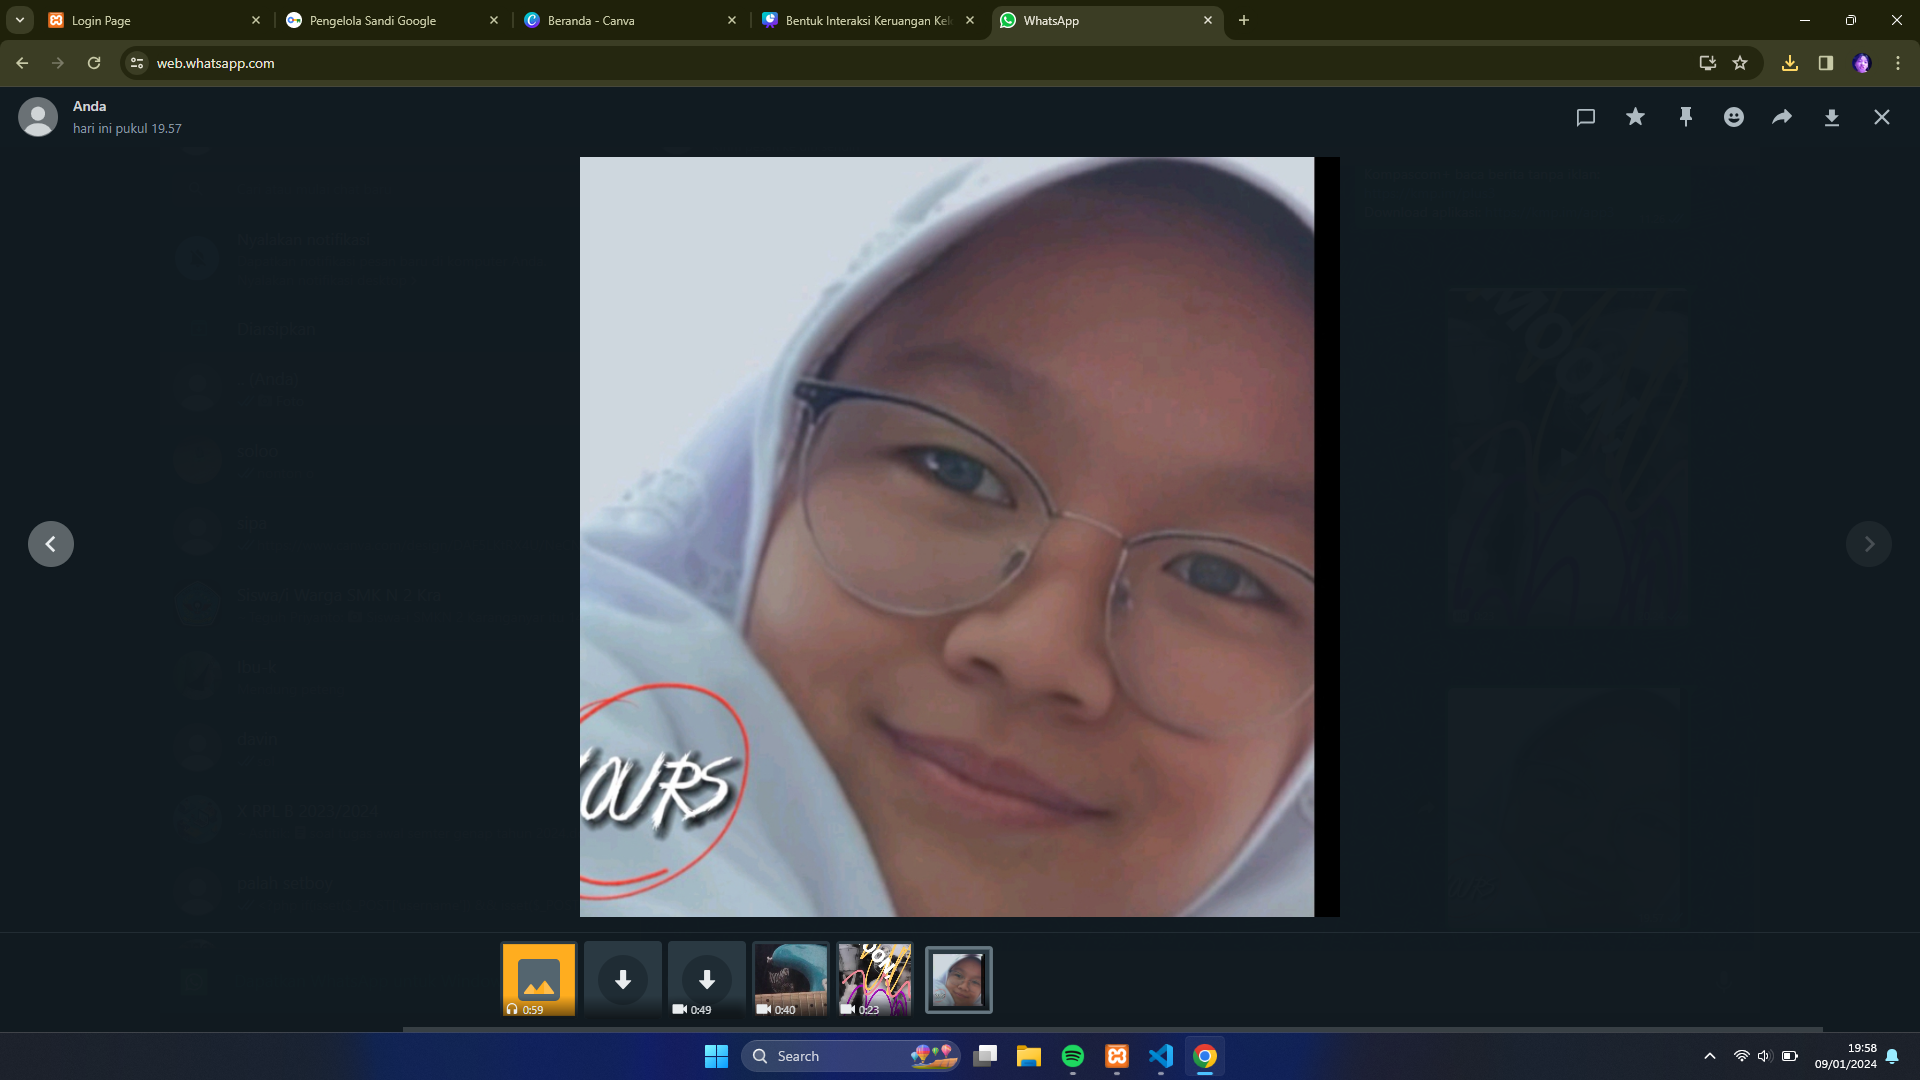 Login Page
Pengelola Sandi Google
Beranda - Canva
Bentuk Interaksi Keruangan Kel
WhatsApp
web.whatsapp.com
Anda
hari ini pukul 19.57
OURS
0:59
0:49
0:40
0:23
Search
19:58
09/01/2024